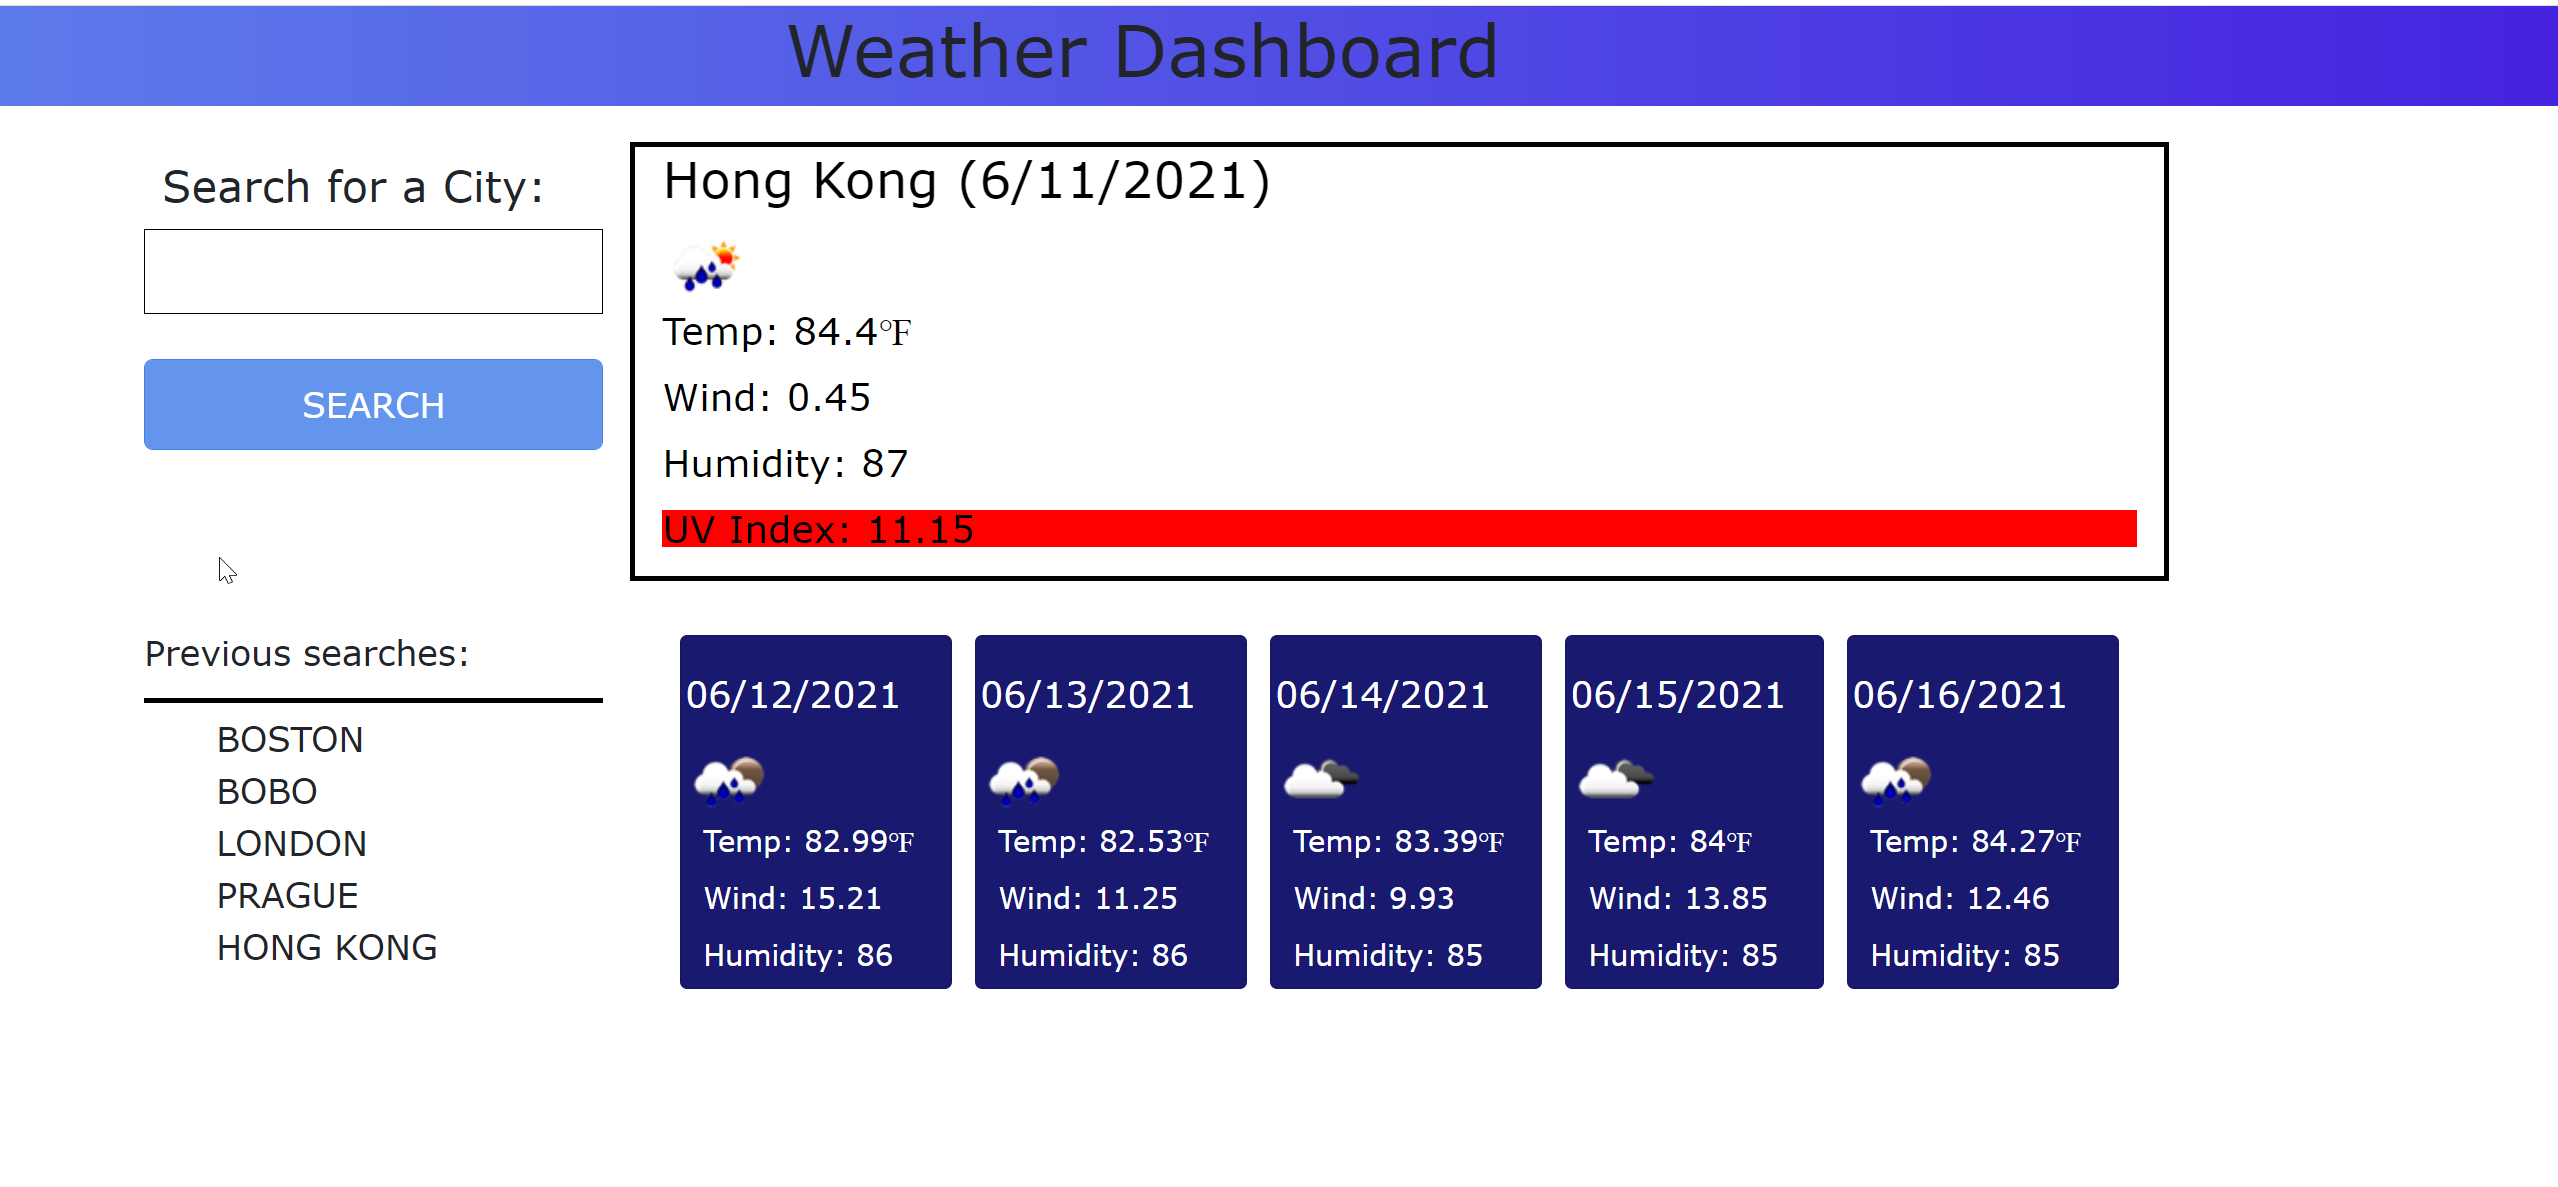 Weather Dashboard
Search for a City:
SEARCH
Previous searches:
BOSTON
BOBO
LONDON
PRAGUE
HONG KONG
Hong Kong (6/11/2021)
Temp: 84.4℉
Wind: 0.45
Humidity: 87
UV Index: 11.15
06/12/2021
Temp: 82.99℉
Wind: 15.21
Humidity: 86
06/13/2021
Temp: 82.53℉
Wind: 11.25
Humidity: 86
06/14/2021
Temp: 83.39℉
Wind: 9.93
Humidity: 85
06/15/2021
Temp: 84℉
Wind: 13.85
Humidity: 85
06/16/2021
Temp: 84.27℉
Wind: 12.46
Humidity: 85